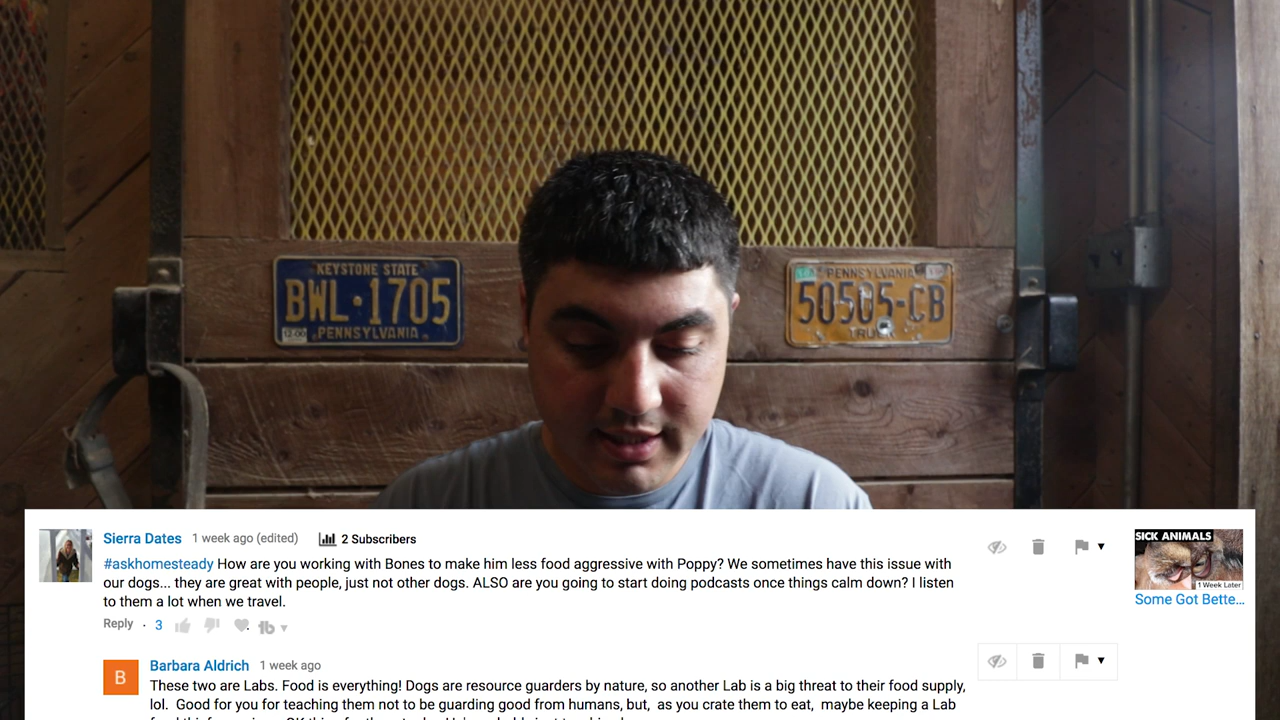 KEYSTONE STATE
BWL·1705
PENNSYLVANIA
PENNSYLVANIA
50505-CB
TRUCK
Sierra Dates 1 week ago (edited) 2 Subscribers
#askhomesteady How are you working with Bones to make him less food aggressive with Poppy? We sometimes have this issue with
our dogs... they are great with people, just not other dogs. ALSO are you going to start doing podcasts once things calm down? I listen
to them a lot when we travel.
Reply · 3
SICK ANIMALS
1 Week Later
Some Got Bette...
B
Barbara Aldrich 1 week ago
These two are Labs. Food is everything! Dogs are resource guarders by nature, so another Lab is a big threat to their food supply,
lol. Good for you for teaching them not to be guarding good from humans, but, as you crate them to eat, maybe keeping a Lab